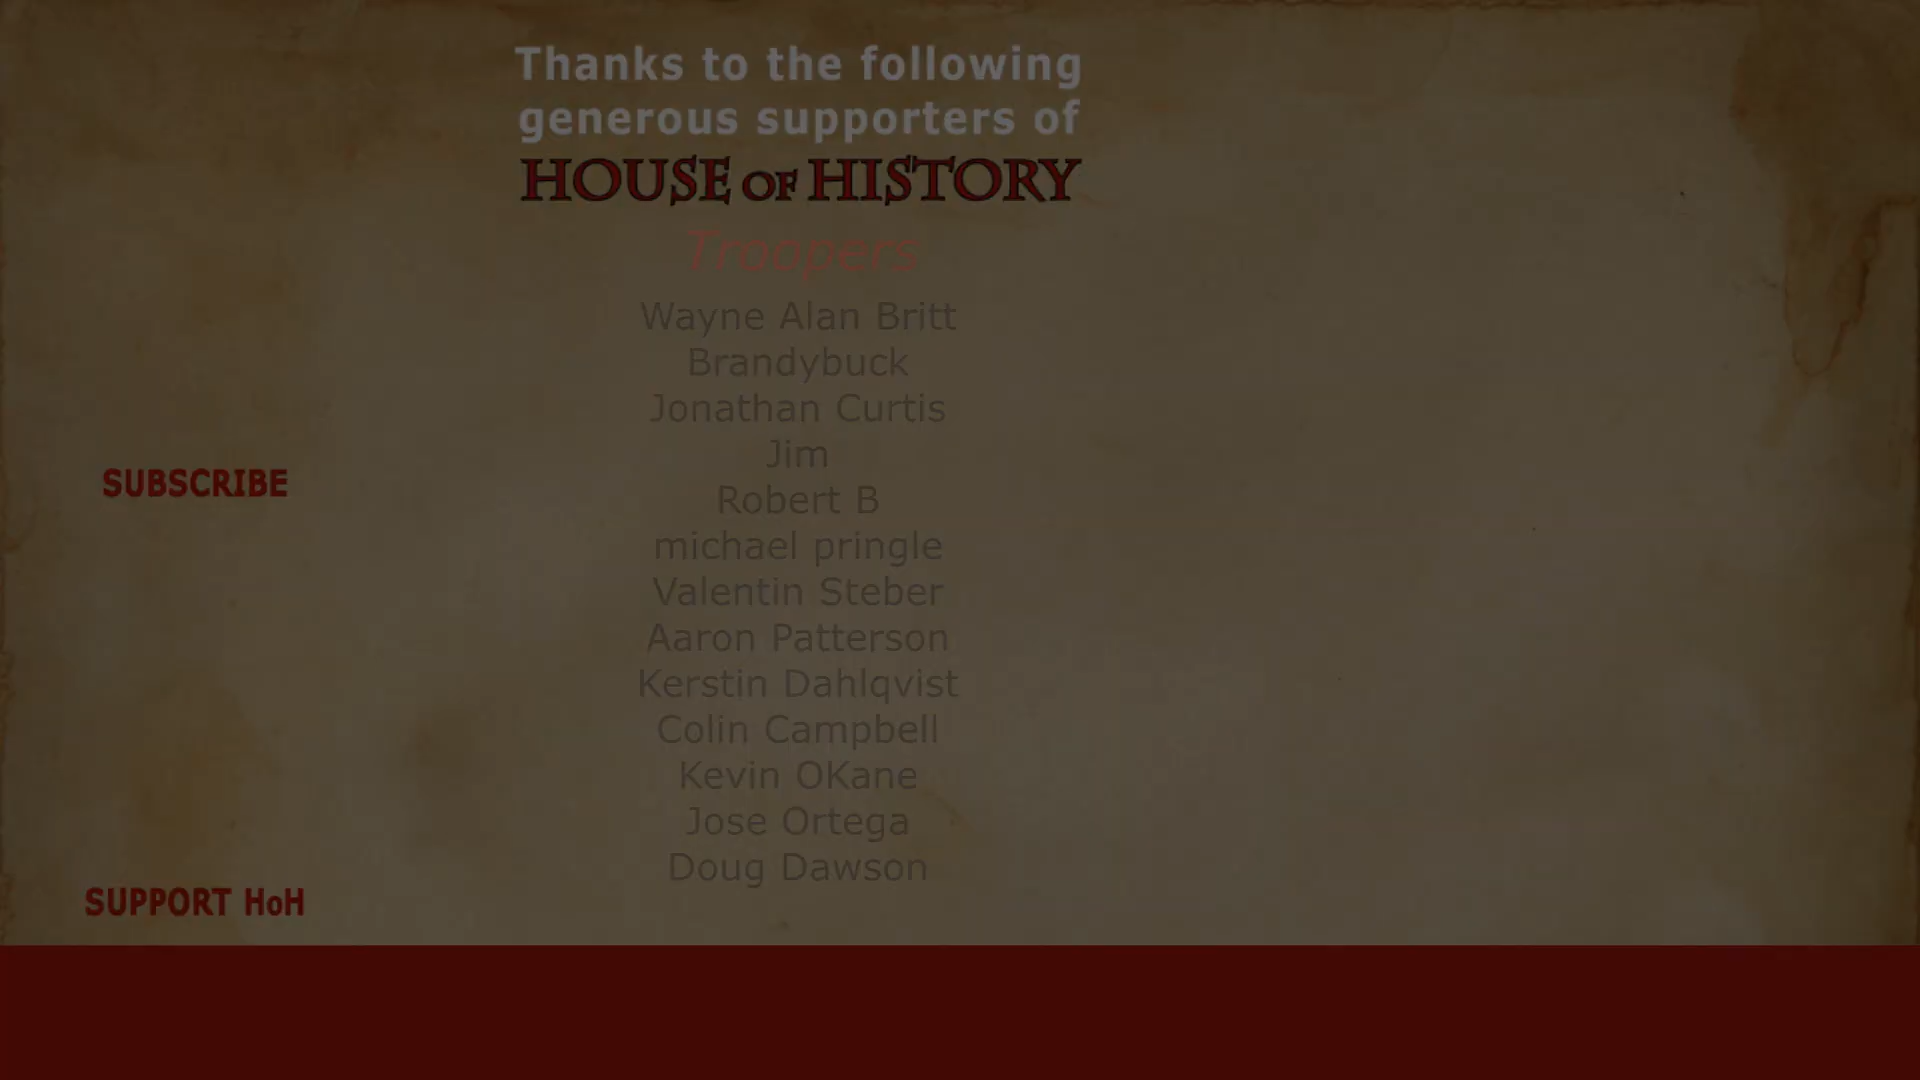 Thanks to the following
generous supporters of
HOUSE OF HISTORY
Troopers
Wayne Alan Britt
Brandybuck
Jonathan Curtis
Jim
SUBSCRIBE
Robert B
michael pringle
Valentin Steber
Aaron Patterson
Kerstin Dahlqvist
Colin Campbell
Kevin OKane
Jose Ortega
Doug Dawson
SUPPORT HoH